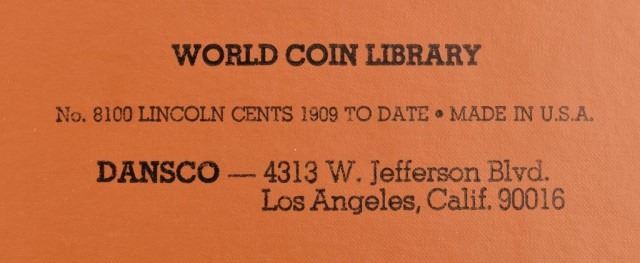 WORLD COIN LIBRARY
No. 8100 LINCOLN CENTS 1909 TO DATE • MADE IN U.S.A.
DANSCO — 4313 W. Jefferson Blvd.
Los Angeles, Calif. 90016